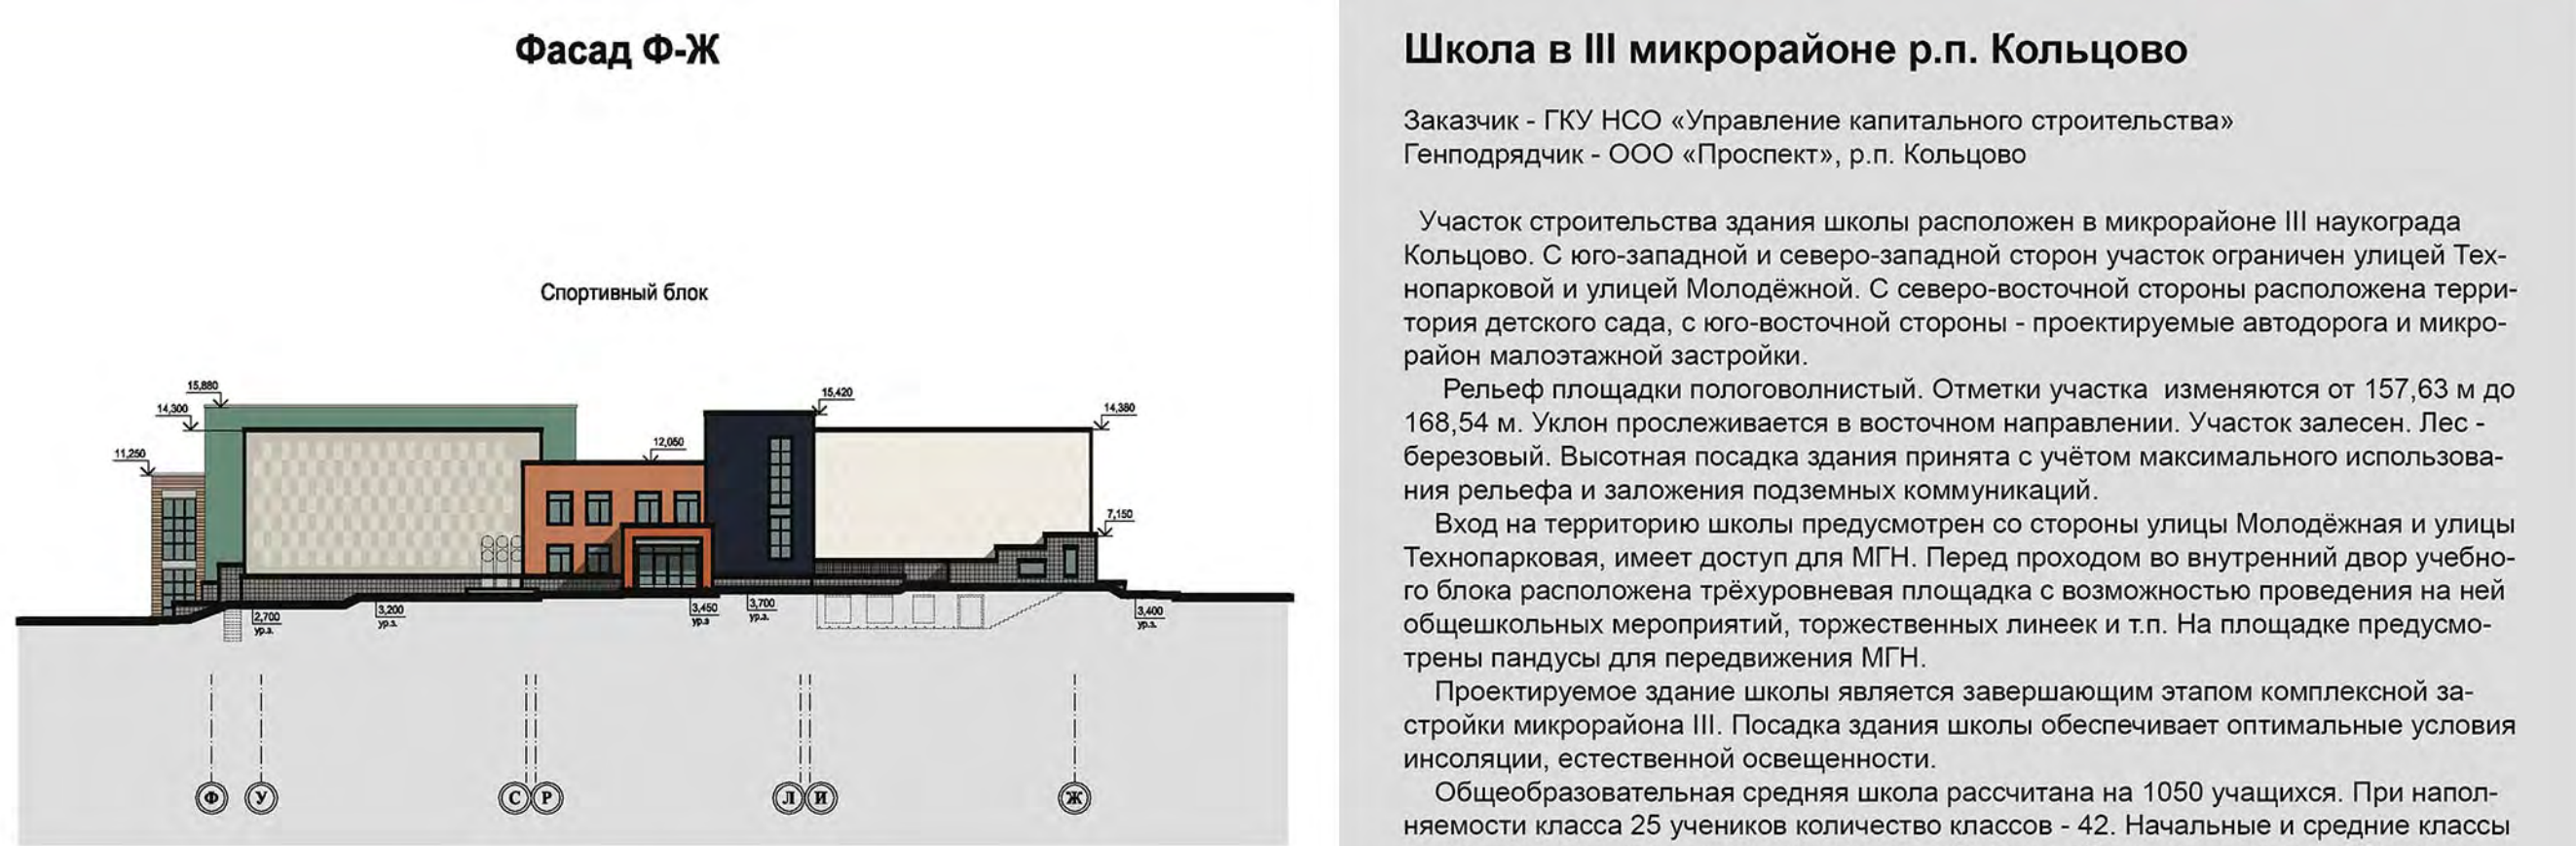 Фасад Ф-Ж
Спортивный блок
15,880
14,300
11,250
12,050
15,420
14,380
7,150
2,700
ур.з.
3,200
ур.з.
3,450
ур.з
3,700
ур.з.
3,400
ур.з.
Ф У С Р Л И Ж
Школа в III микрорайоне р.п. Кольцово
Заказчик - ГКУ НСО «Управление капитального строительства»
Генподрядчик - ООО «Проспект», р.п. Кольцово
Участок строительства здания школы расположен в микрорайоне III наукограда
Кольцово. С юго-западной и северо-западной сторон участок ограничен улицей Тех-
нопарковой и улицей Молодёжной. С северо-восточной стороны расположена терри-
тория детского сада, с юго-восточной стороны - проектируемые автодорога и микро-
район малоэтажной застройки.
Рельеф площадки пологоволнистый. Отметки участка изменяются от 157,63 м до
168,54 м. Уклон прослеживается в восточном направлении. Участок залесен. Лес -
березовый. Высотная посадка здания принята с учётом максимального использова-
ния рельефа и заложения подземных коммуникаций.
Вход на территорию школы предусмотрен со стороны улицы Молодёжная и улицы
Технопарковая, имеет доступ для МГН. Перед проходом во внутренний двор учебно-
го блока расположена трёхуровневая площадка с возможностью проведения на ней
общешкольных мероприятий, торжественных линеек и т.п. На площадке предусмо-
трены пандусы для передвижения МГН.
Проектируемое здание школы является завершающим этапом комплексной за-
стройки микрорайона III. Посадка здания школы обеспечивает оптимальные условия
инсоляции, естественной освещенности.
Общеобразовательная средняя школа рассчитана на 1050 учащихся. При напол-
няемости класса 25 учеников количество классов - 42. Начальные и средние классы